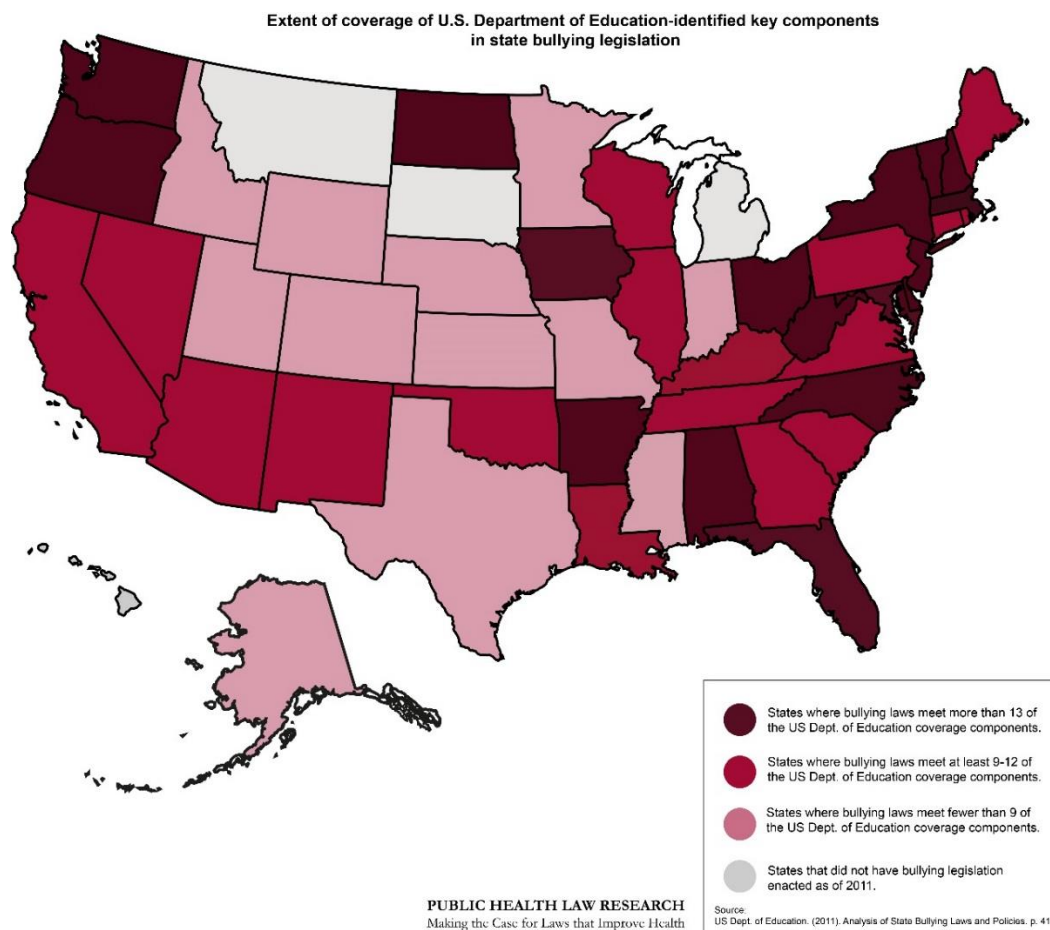 Extent of coverage of U.S. Department of Education-identified key components
in state bullying legislation
States where bullying laws meet more than 13 of
the US Dept. of Education coverage components.
States where bullying laws meet at least 9-12 of
the US Dept. of Education coverage components.
States where bullying laws meet fewer than 9 of
the US Dept. of Education coverage components.
States that did not have bullying legislation
enacted as of 2011.
Source:
US Dept. of Education. (2011). Analysis of State Bullying Laws and Policies. p. 41
PUBLIC HEALTH LAW RESEARCH
Making the Case for Laws that Improve Health